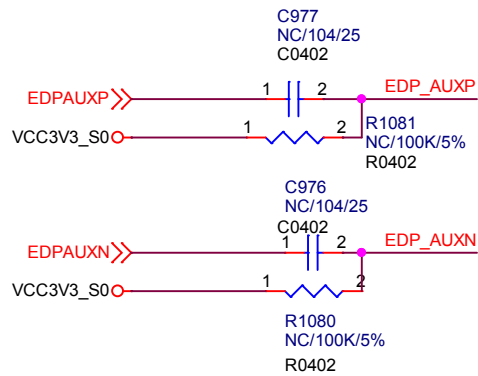 C977
NC/104/25
C0402
EDPAUXP
1
2
EDP_AUXP
VCC3V3_S0
1
2
R1081
NC/100K/5%
R0402
C976
NC/104/25
C0402
EDPAUXN
1
2
EDP_AUXN
VCC3V3_S0
1
2
R1080
NC/100K/5%
R0402